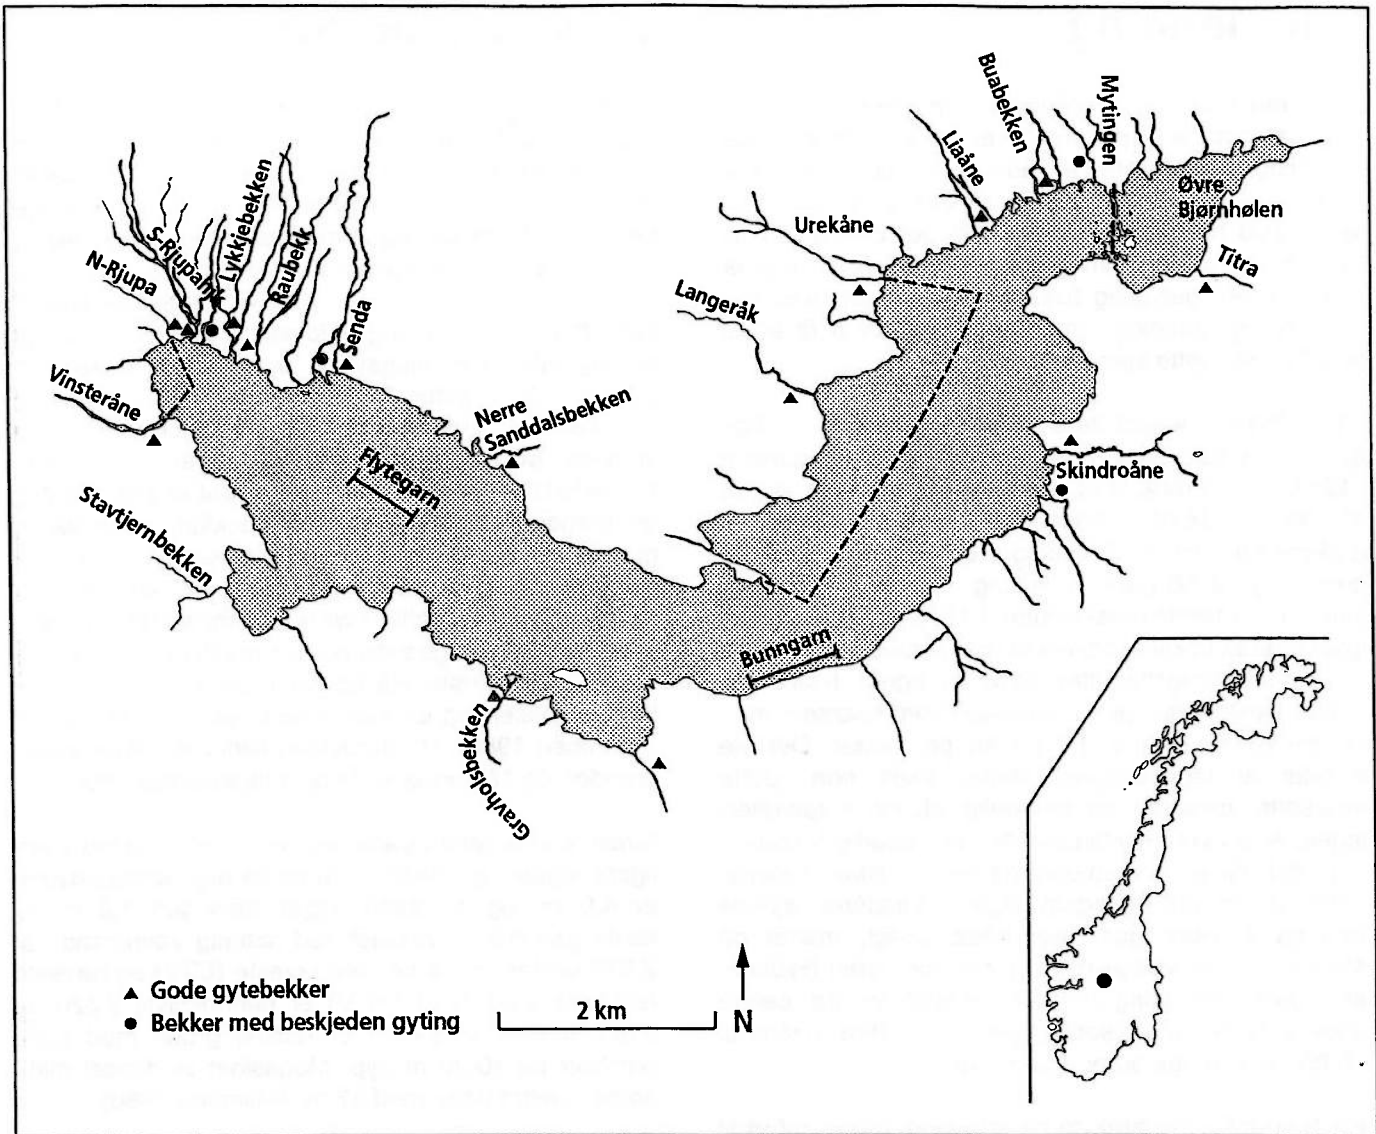 Buabekken
Mytingen
Liaåne
Øvre
Bjørnhølen
Urekåne
Titra
Lykkjebekken
S-Rjupa
N-Rjupa
Raubekk
Langeråk
Senda
Vinsteråne
Nerre
Sanddalsbekken
Flytegarn
Skindroåne
Stavtjernbekken
Bunngarn
Gravholsbekken
Gode gytebekker
Bekker med beskjeden gyting
2 km
N